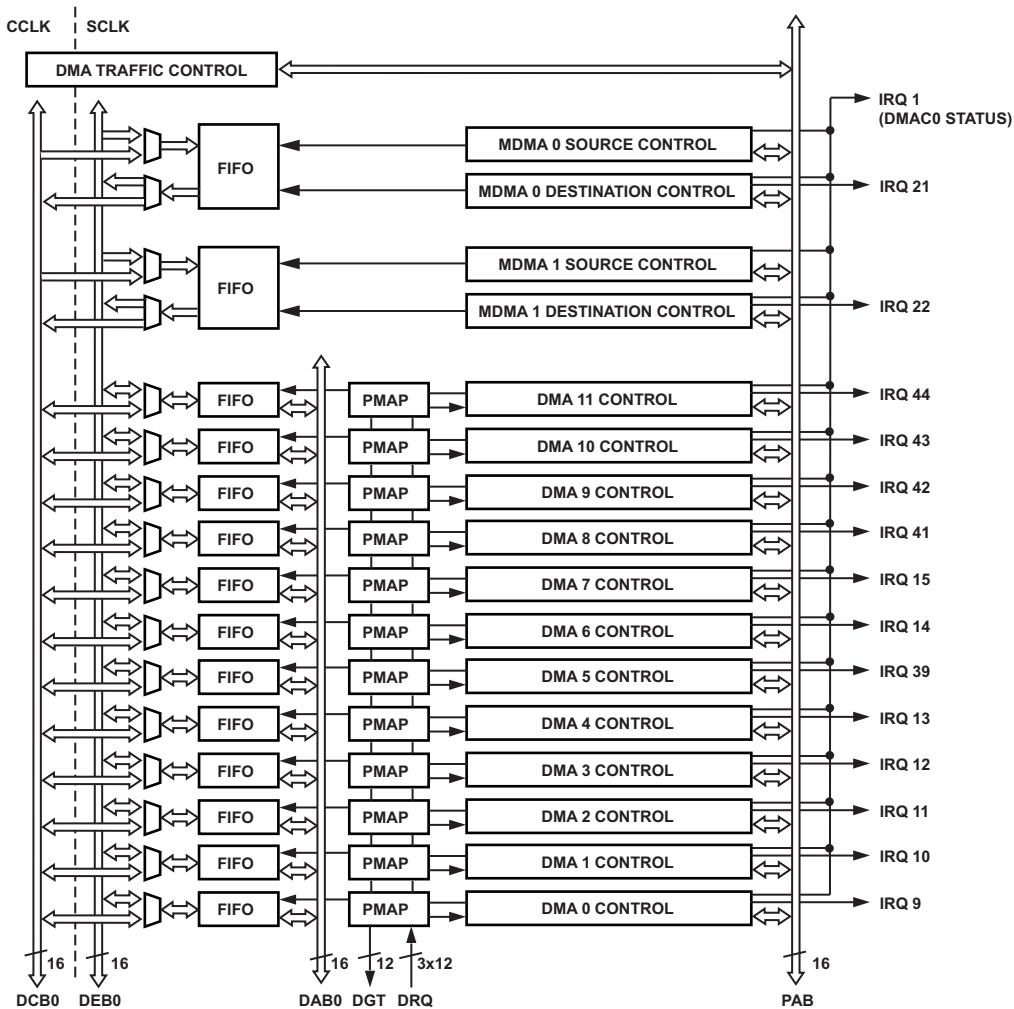 CCLK SCLK
DMA TRAFFIC CONTROL
IRQ 1
(DMAC0 STATUS)
FIFO
MDMA 0 SOURCE CONTROL
MDMA 0 DESTINATION CONTROL
IRQ 21
FIFO
MDMA 1 SOURCE CONTROL
MDMA 1 DESTINATION CONTROL
IRQ 22
FIFO PMAP DMA 11 CONTROL IRQ 44
FIFO PMAP DMA 10 CONTROL IRQ 43
FIFO PMAP DMA 9 CONTROL IRQ 42
FIFO PMAP DMA 8 CONTROL IRQ 41
FIFO PMAP DMA 7 CONTROL IRQ 15
FIFO PMAP DMA 6 CONTROL IRQ 14
FIFO PMAP DMA 5 CONTROL IRQ 39
FIFO PMAP DMA 4 CONTROL IRQ 13
FIFO PMAP DMA 3 CONTROL IRQ 12
FIFO PMAP DMA 2 CONTROL IRQ 11
FIFO PMAP DMA 1 CONTROL IRQ 10
FIFO PMAP DMA 0 CONTROL IRQ 9
16 16 16 12 3x12 16
DCB0 DEB0 DAB0 DGT DRQ PAB